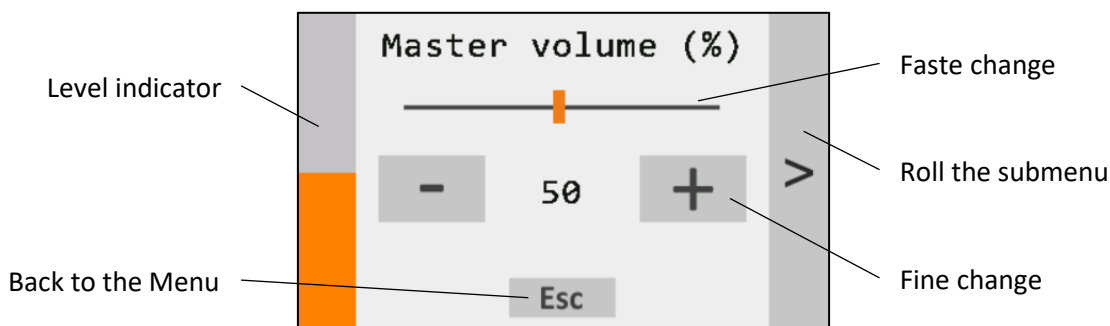 Master volume (%)
Faste change
Level indicator
Roll the submenu
>
- 50 +
Back to the Menu
Esc
Fine change